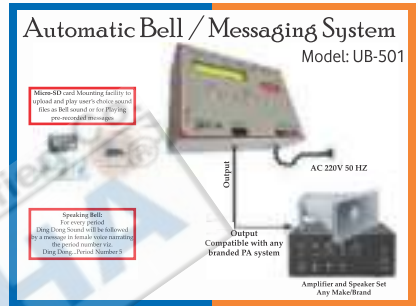 Automatic Bell / Messaging System
Model: UB-501
Micro-SD card Mounting facility to
upload and play user's choice sound
files as Bell sound or for Playing
pre-recorded messages
AC 220V 50 HZ
Output
Speaking Bell:
For every period
Ding Dong Sound will be followed
by a message in female voice narrating
the period number viz.
Ding Dong...Period Number 5
Output
Compatible with any
branded PA system
Amplifier and Speaker Set
Any Make/Brand